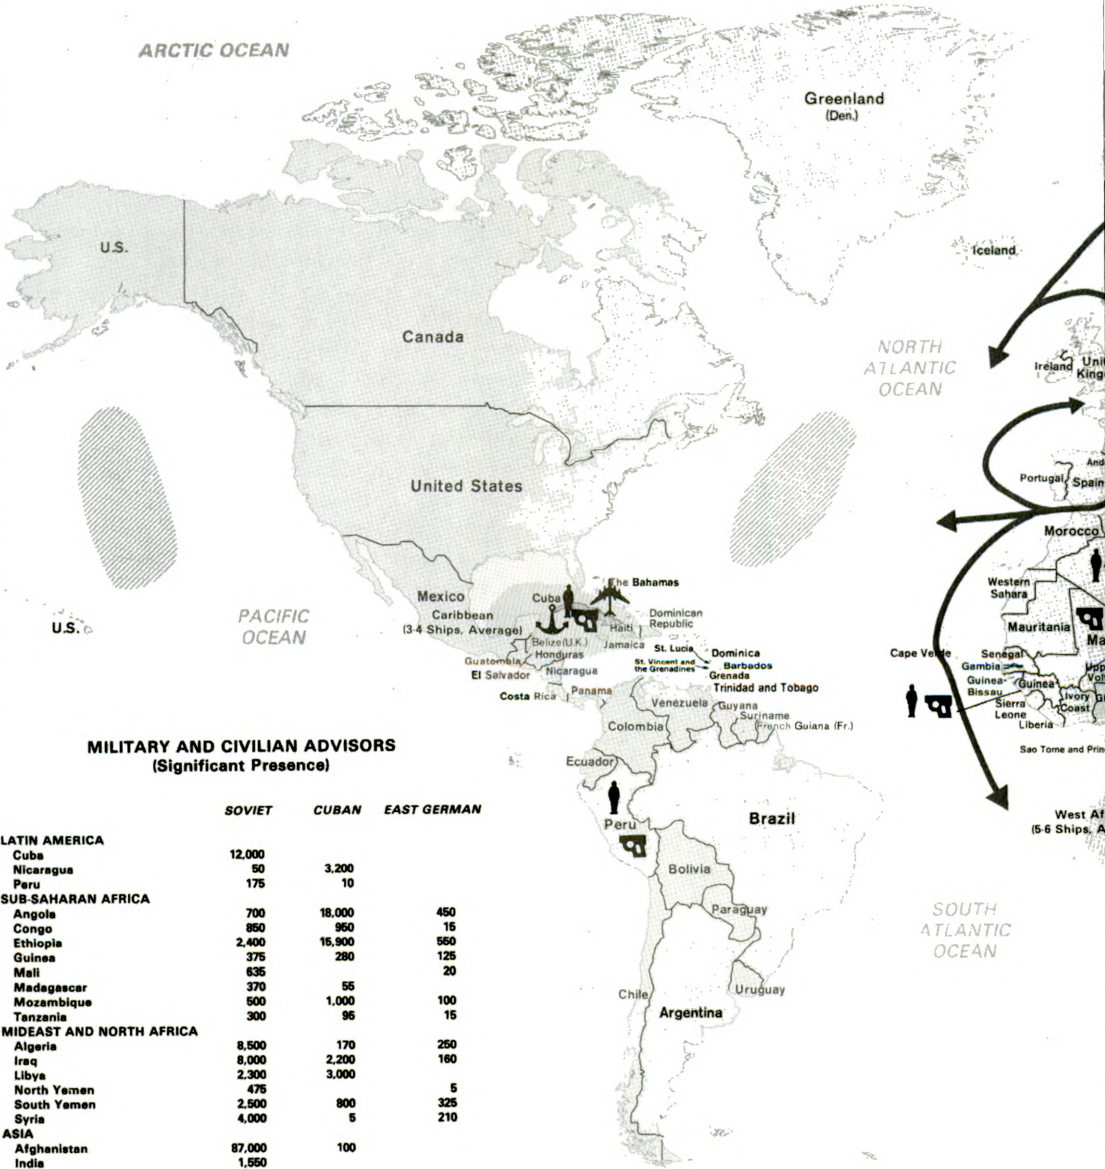 ARCTIC OCEAN
Greenland
(Den.)
U.S.
Iceland
Canada
NORTH
ATLANTIC
OCEAN
Ireland
United States
Portugal
Spain
Morocco
The Bahamas
Mexico
Cuba
Caribbean
(3-4 Ships, Average)
Dominican
Republic
Haiti
Jamaica
Belize (U.K.)
Honduras
Guatemala
El Salvador
Nicaragua
Costa Rica
Panama
St. Lucia
Dominica
St. Vincent and
the Grenadines
Barbados
Grenada
Trinidad and Tobago
U.S.
PACIFIC
OCEAN
Western
Sahara
Mauritania
Cape Verde
Senegal
Gambia
Guinea-
Bissau
Guinea
Sierra
Leone
Ivory
Coast
Liberia
Venezuela
Guyana
Suriname
French Guiana (Fr.)
Colombia
Ecuador
Peru
Brazil
Bolivia
Paraguay
Chile
Uruguay
Argentina
SOUTH
ATLANTIC
OCEAN
Sao Tome and Prin
West Af
(5-6 Ships, A
MILITARY AND CIVILIAN ADVISORS
(Significant Presence)
SOVIET CUBAN EAST GERMAN
LATIN AMERICA
Cuba 12,000
Nicaragua 50 3,200
Peru 175 10
SUB-SAHARAN AFRICA
Angola 700 18,000 450
Congo 850 950 15
Ethiopia 2,400 15,900 550
Guinea 375 280 125
Mali 635 20
Madagascar 370 55
Mozambique 500 1,000 100
Tanzania 300 95 15
MIDEAST AND NORTH AFRICA
Algeria 8,500 170 250
Iraq 8,000 2,200 160
Libya 2,300 3,000
North Yemen 475 5
South Yemen 2,500 800 325
Syria 4,000 5 210
ASIA
Afghanistan 87,000 100
India 1,550